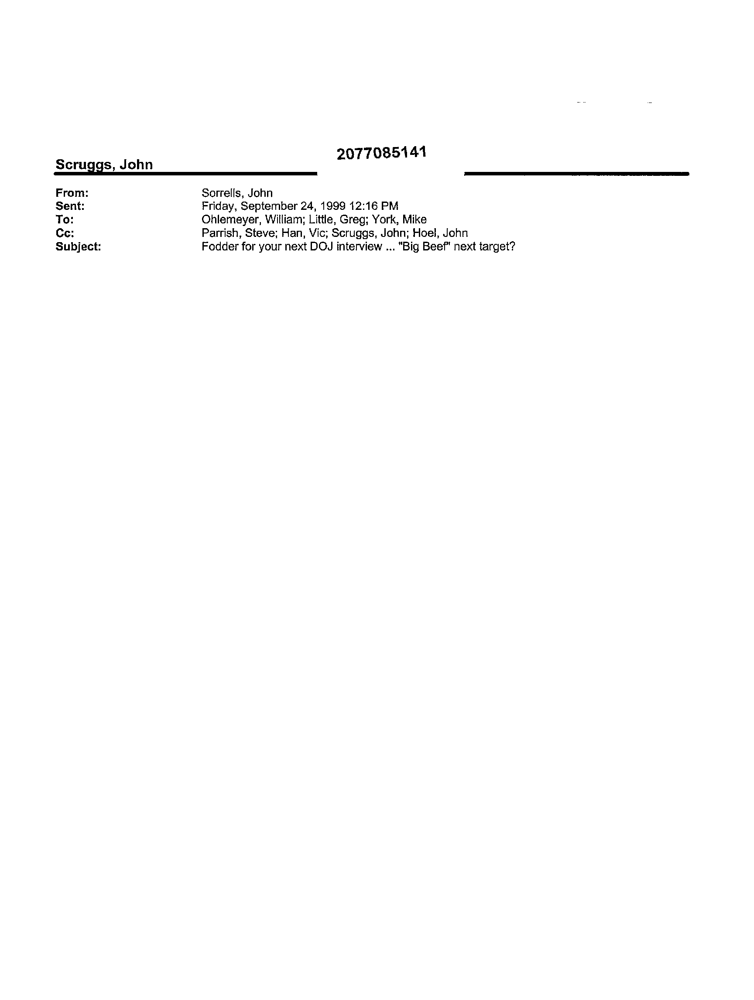 2077085141
Scruggs, John
From: Sorrells, John
Sent: Friday, September 24, 1999 12:16 PM
To: Ohlemeyer, William; Little, Greg; York, Mike
Cc: Parrish, Steve; Han, Vic; Scruggs, John; Hoel, John
Subject: Fodder for your next DOJ interview ... "Big Beef" next target?